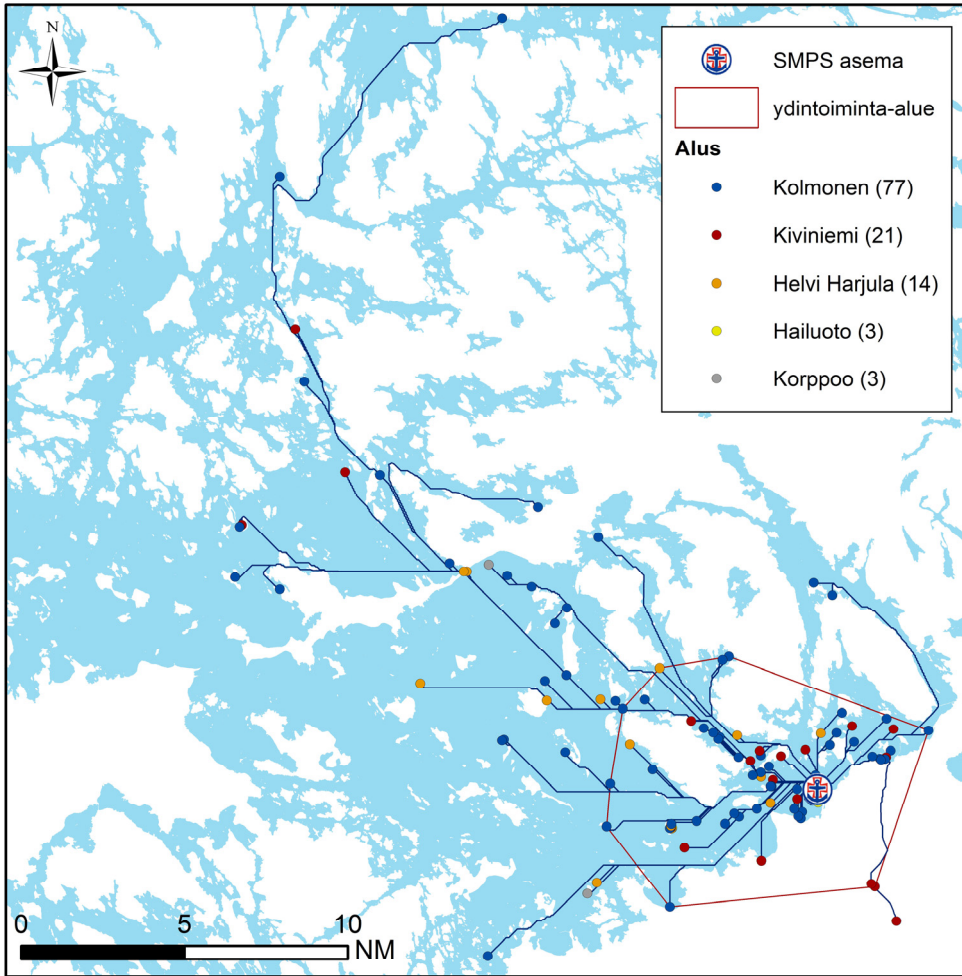 N
SMPS asema
ydintoiminta-alue
Alus
Kolmonen (77)
Kiviniemi (21)
Helvi Harjula (14)
Hailuoto (3)
Korppoo (3)
0 5 10
NM